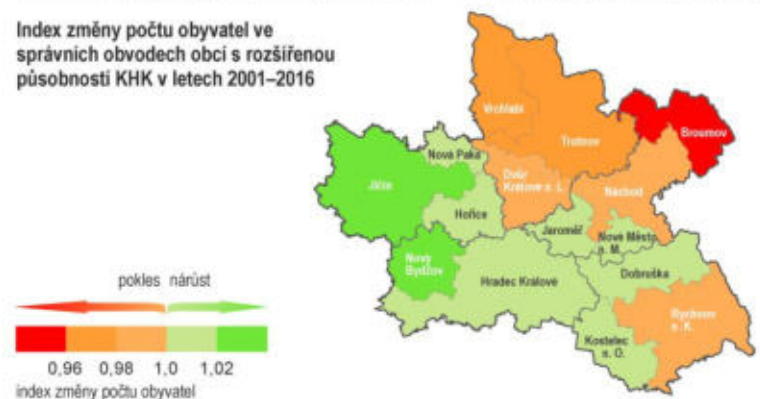 Index změny počtu obyvatel ve
správních obvodech obcí s rozšířenou
působností KHK v letech 2001–2016
Vrchlabí
Trutnov
Broumov
Nová Paka
Dvůr
Králové n. L.
Jičín
Náchod
Hořice
Jaroměř
Nové Město
n. M.
Nový
Bydžov
Dobruška
Hradec Králové
pokles nárůst
Rychnov
n. K.
Kostelec
n. O.
0,96 0,98 1,0 1,02
index změny počtu obyvatel